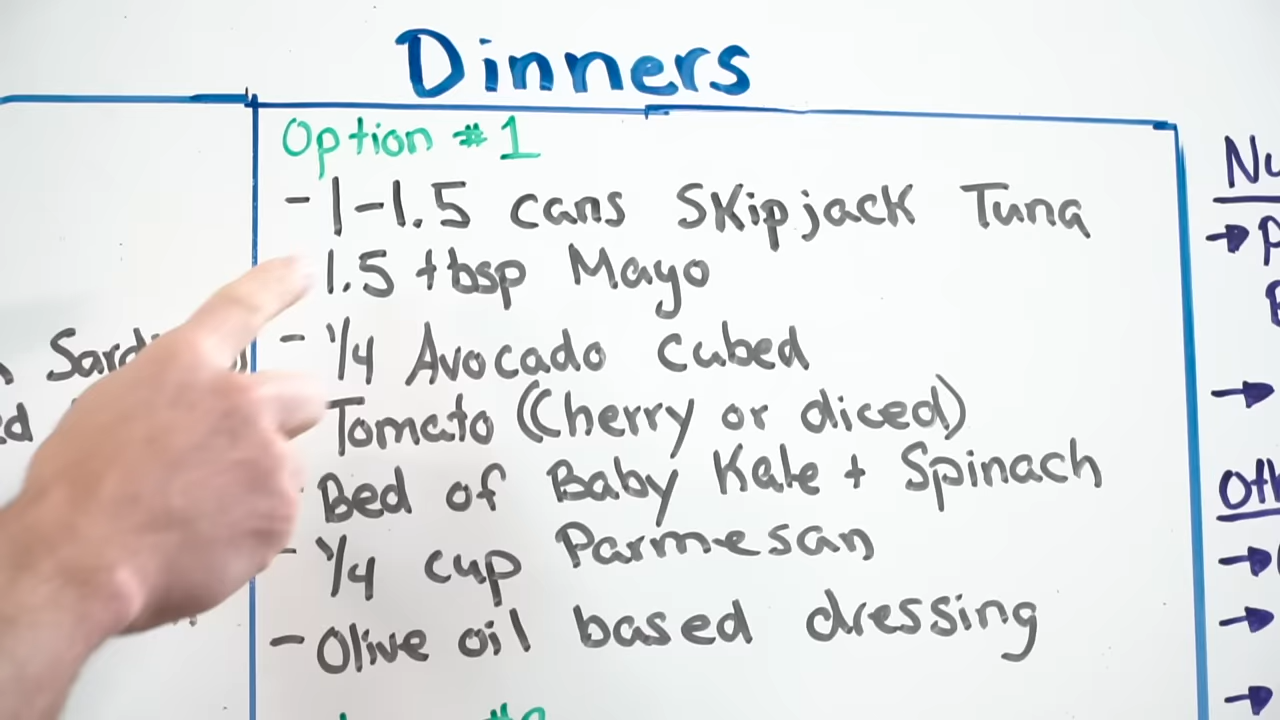 Dinners
Option #1
-1-1.5 cans Skipjack Tuna
1.5 tbsp Mayo
- 1/4 Avocado cubed
Tomato (Cherry or diced)
Bed of Baby Kale + Spinach
- 1/4 cup Parmesan
- Olive oil based dressing